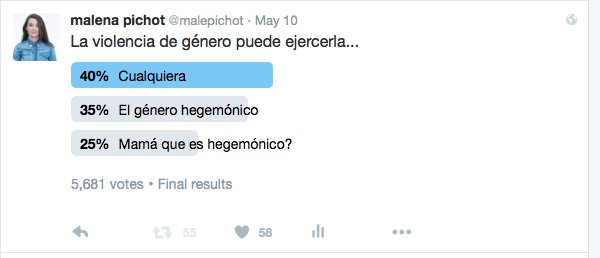 malena pichot @malepichot · May 10
La violencia de género puede ejercerla...
40% Cualquiera
35% El género hegemónico
25% Mamá que es hegemónico?
5,681 votes • Final results
55 58